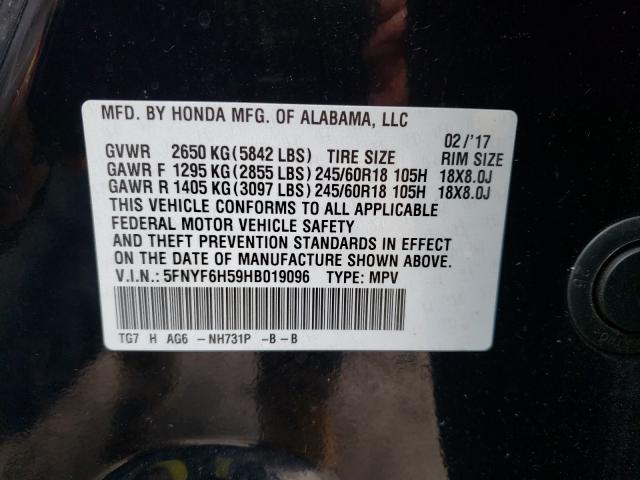 MFD. BY HONDA MFG. OF ALABAMA, LLC
02/'17
GVWR 2650 KG(5842 LBS) TIRE SIZE RIM SIZE
GAWR F 1295 KG(2855 LBS)245/60R18 105H 18X8.0J
GAWR R 1405 KG(3097 LBS)245/60R18 105H 18X8.0J
THIS VEHICLE CONFORMS TO ALL APPLICABLE
FEDERAL MOTOR VEHICLE SAFETY
AND THEFT PREVENTION STANDARDS IN EFFECT
ON THE DATE OF MANUFACTURE SHOWN ABOVE.
V.I.N.: 5FNYF6H59HB019096 TYPE: MPV
TG7 H AG6 - NH731P -B - B